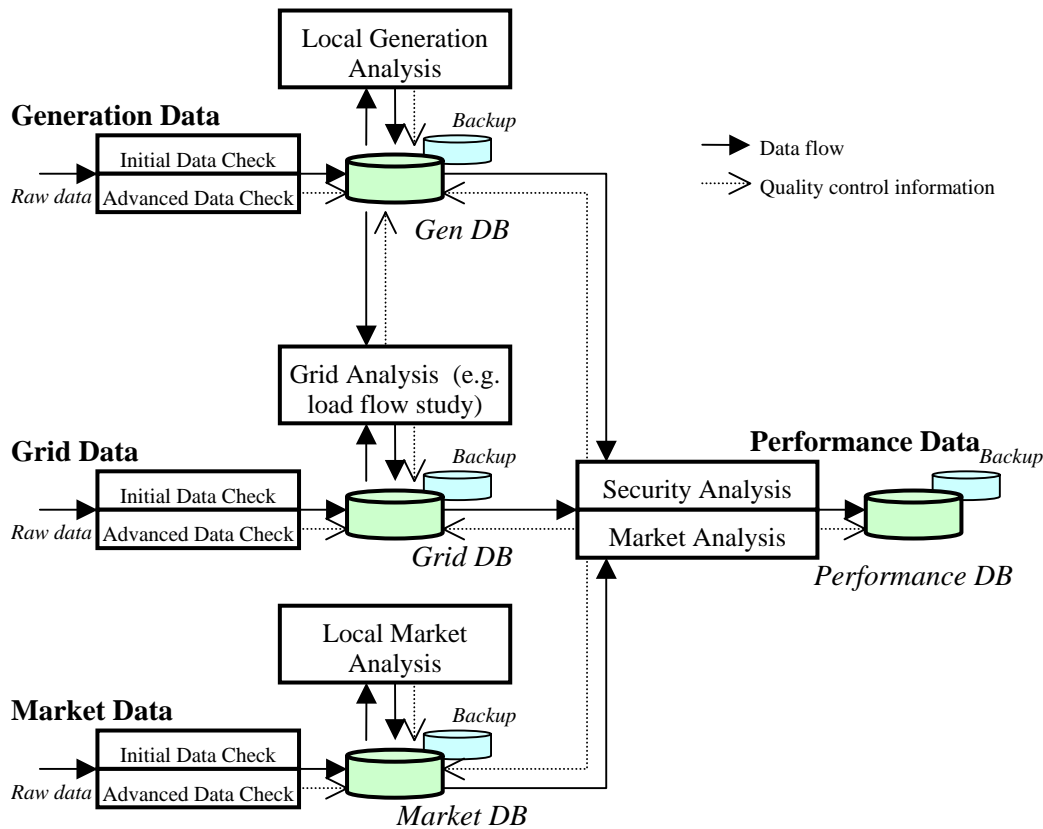 Local Generation
Analysis
Generation Data
Backup
Initial Data Check
Raw data
Advanced Data Check
Gen DB
Data flow
Quality control information
Grid Analysis (e.g.
load flow study)
Grid Data
Backup
Initial Data Check
Raw data
Advanced Data Check
Grid DB
Performance Data
Backup
Security Analysis
Market Analysis
Performance DB
Local Market
Analysis
Market Data
Backup
Initial Data Check
Raw data
Advanced Data Check
Market DB